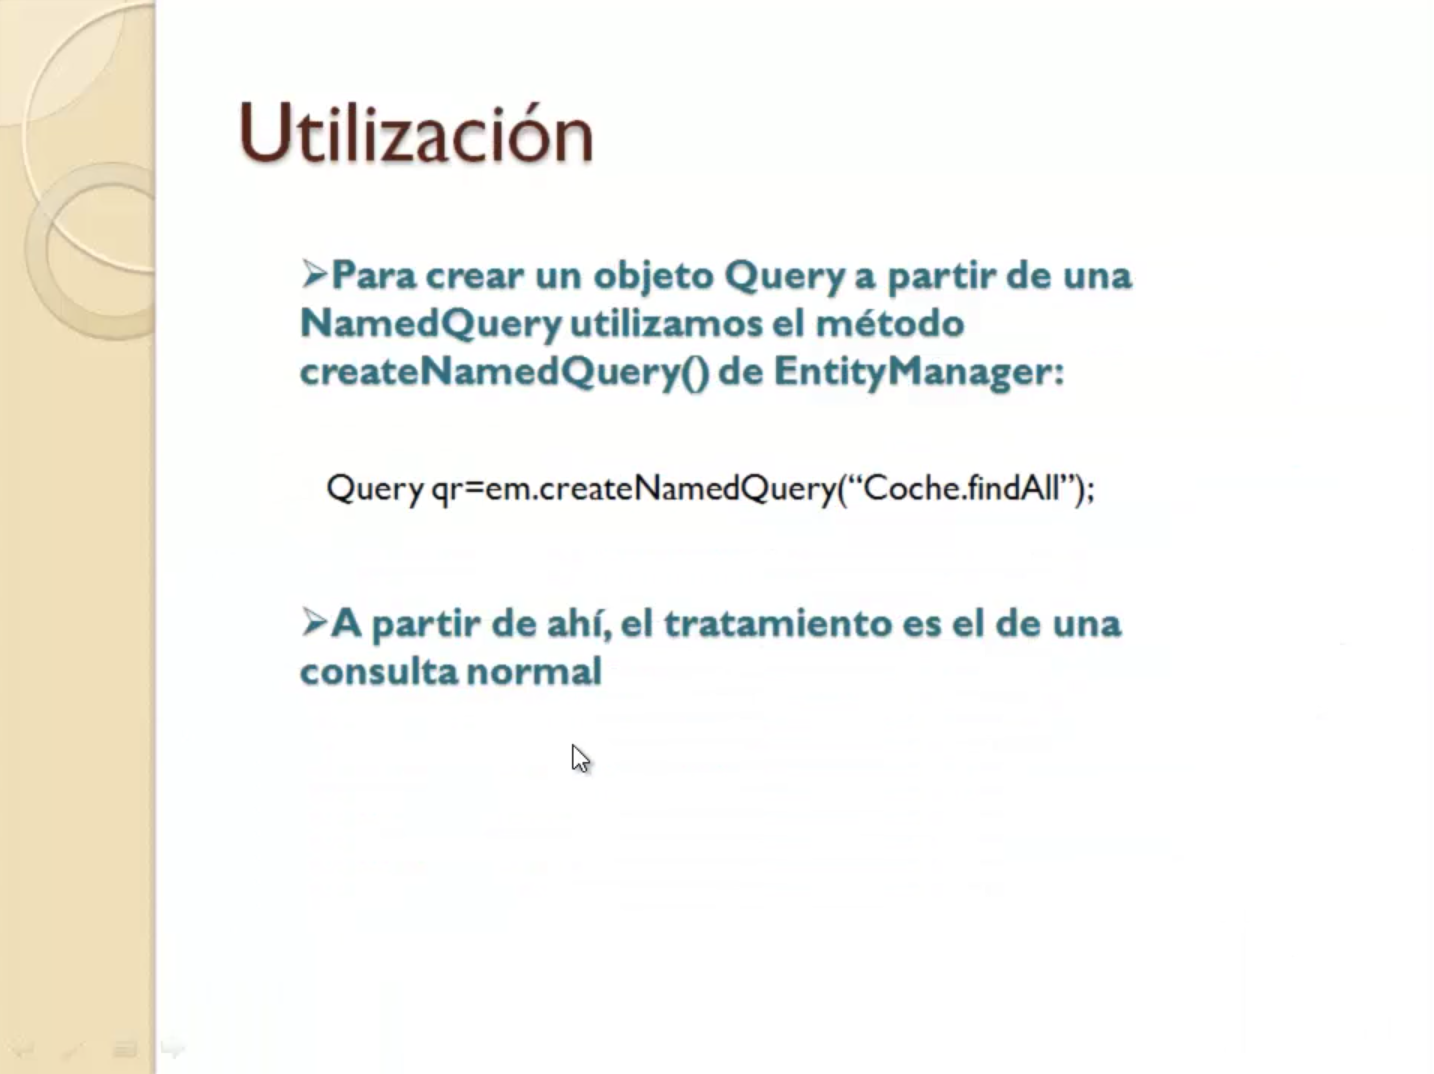 Utilización
➢Para crear un objeto Query a partir de una
NamedQuery utilizamos el método
createNamedQuery() de EntityManager:
Query qr=em.createNamedQuery(“Coche.findAll”);
➢A partir de ahí, el tratamiento es el de una
consulta normal